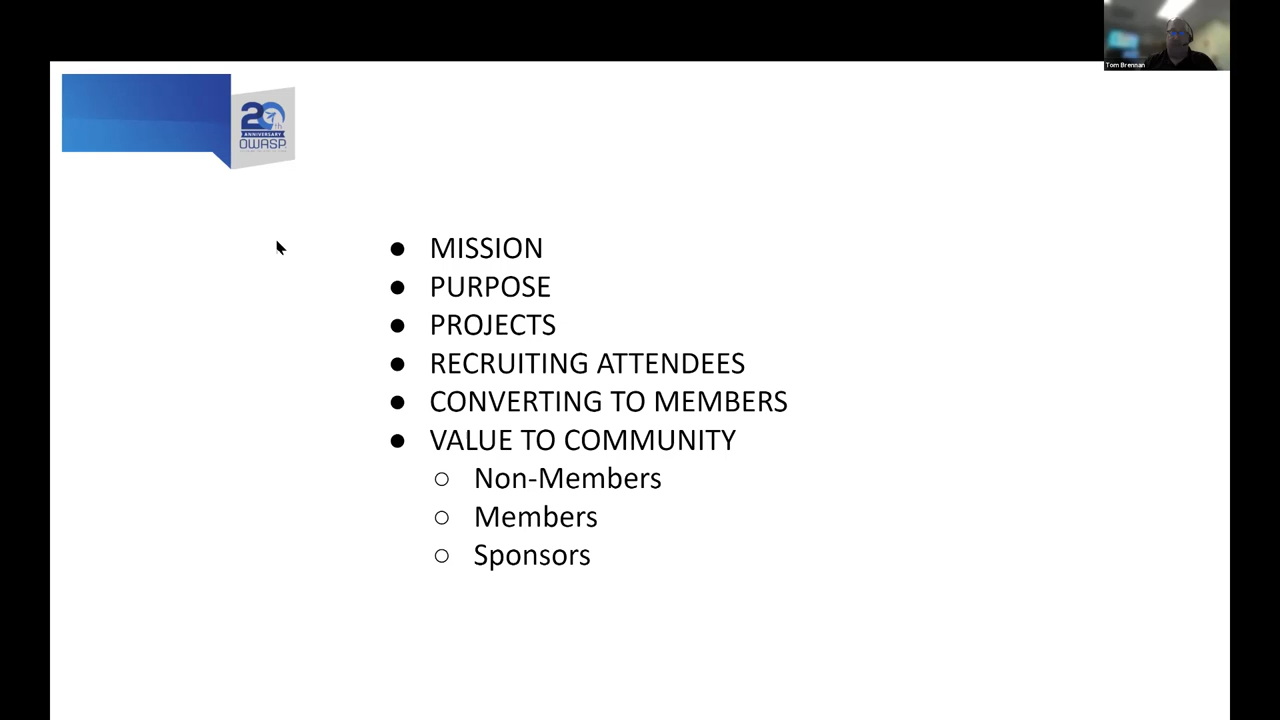 Tom Brennan
20th
ANNIVERSARY
OWASP
● MISSION
● PURPOSE
● PROJECTS
● RECRUITING ATTENDEES
● CONVERTING TO MEMBERS
● VALUE TO COMMUNITY
○ Non-Members
○ Members
○ Sponsors